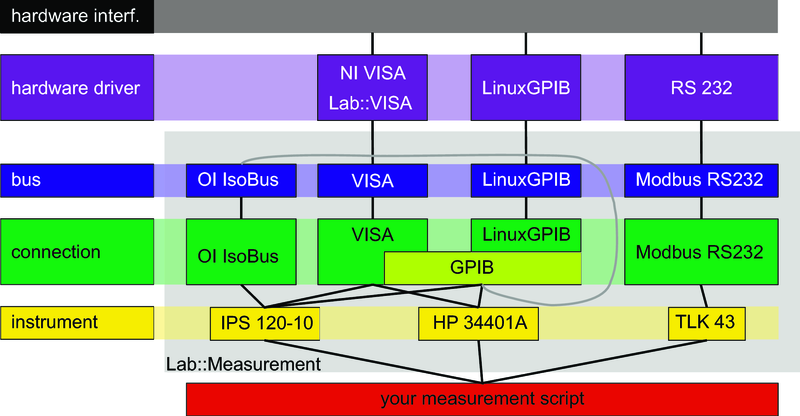 hardware interf.
hardware driver
NI VISA
Lab::VISA
LinuxGPIB
RS 232
bus
OI IsoBus
VISA
LinuxGPIB
Modbus RS232
connection
OI IsoBus
VISA
LinuxGPIB
GPIB
Modbus RS232
instrument
IPS 120-10
HP 34401A
TLK 43
Lab::Measurement
your measurement script